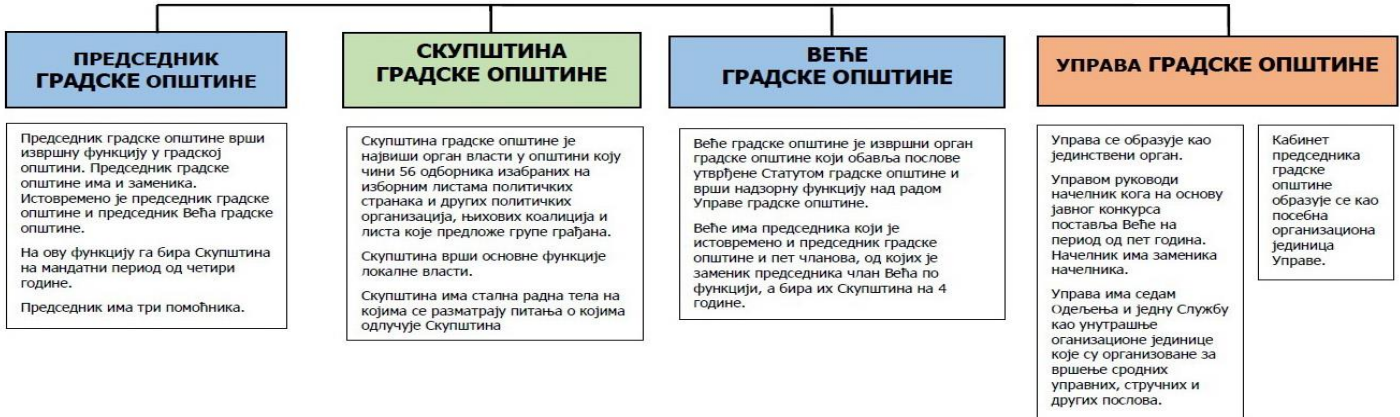 ПРЕДСЕДНИК
ГРАДСКЕ ОПШТИНЕ
Председник градске општине врши
извршну функцију у градској
општини. Председник градске
општине има и заменика.
Истовремено је председник градске
општине и председник Већа градске
општине.
На ову функцију га бира Скупштина
на мандатни период од четири
године.
Председник има три помоћника.
СКУПШТИНА
ГРАДСКЕ ОПШТИНЕ
Скупштина градске општине је
највиши орган власти у општини коју
чини 56 одборника изабраних на
изборним листама политичких
странака и других политичких
организација, њихових коалиција и
листа које предложе групе грађана.
Скупштина врши основне функције
локалне власти.
Скупштина има стална радна тела на
којима се разматрају питања о којима
одлучује Скупштина
ВЕЋЕ
ГРАДСКЕ ОПШТИНЕ
Веће градске општине је извршни орган
градске општине који обавља послове
утврђене Статутом градске општине и
врши надзорну функцију над радом
Управе градске општине.
Веће има председника који је
истовремено и председник градске
општине и пет чланова, од којих је
заменик председника члан Већа по
функцији, а бира их Скупштина на 4
године.
УПРАВА ГРАДСКЕ ОПШТИНЕ
Управа се образује као
јединствени орган.
Управом руководи
начелник кога на основу
јавног конкурса
поставља Веће на
период од пет година.
Начелник има заменика
начелника.
Управа има седам
Одељења и једну Службу
као унутрашње
оганизационе јединице
које су организоване за
вршење сродних
управних, стручних и
других послова.
Кабинет
председника
градске
општине
образује се као
посебна
организациона
јединица
Управе.